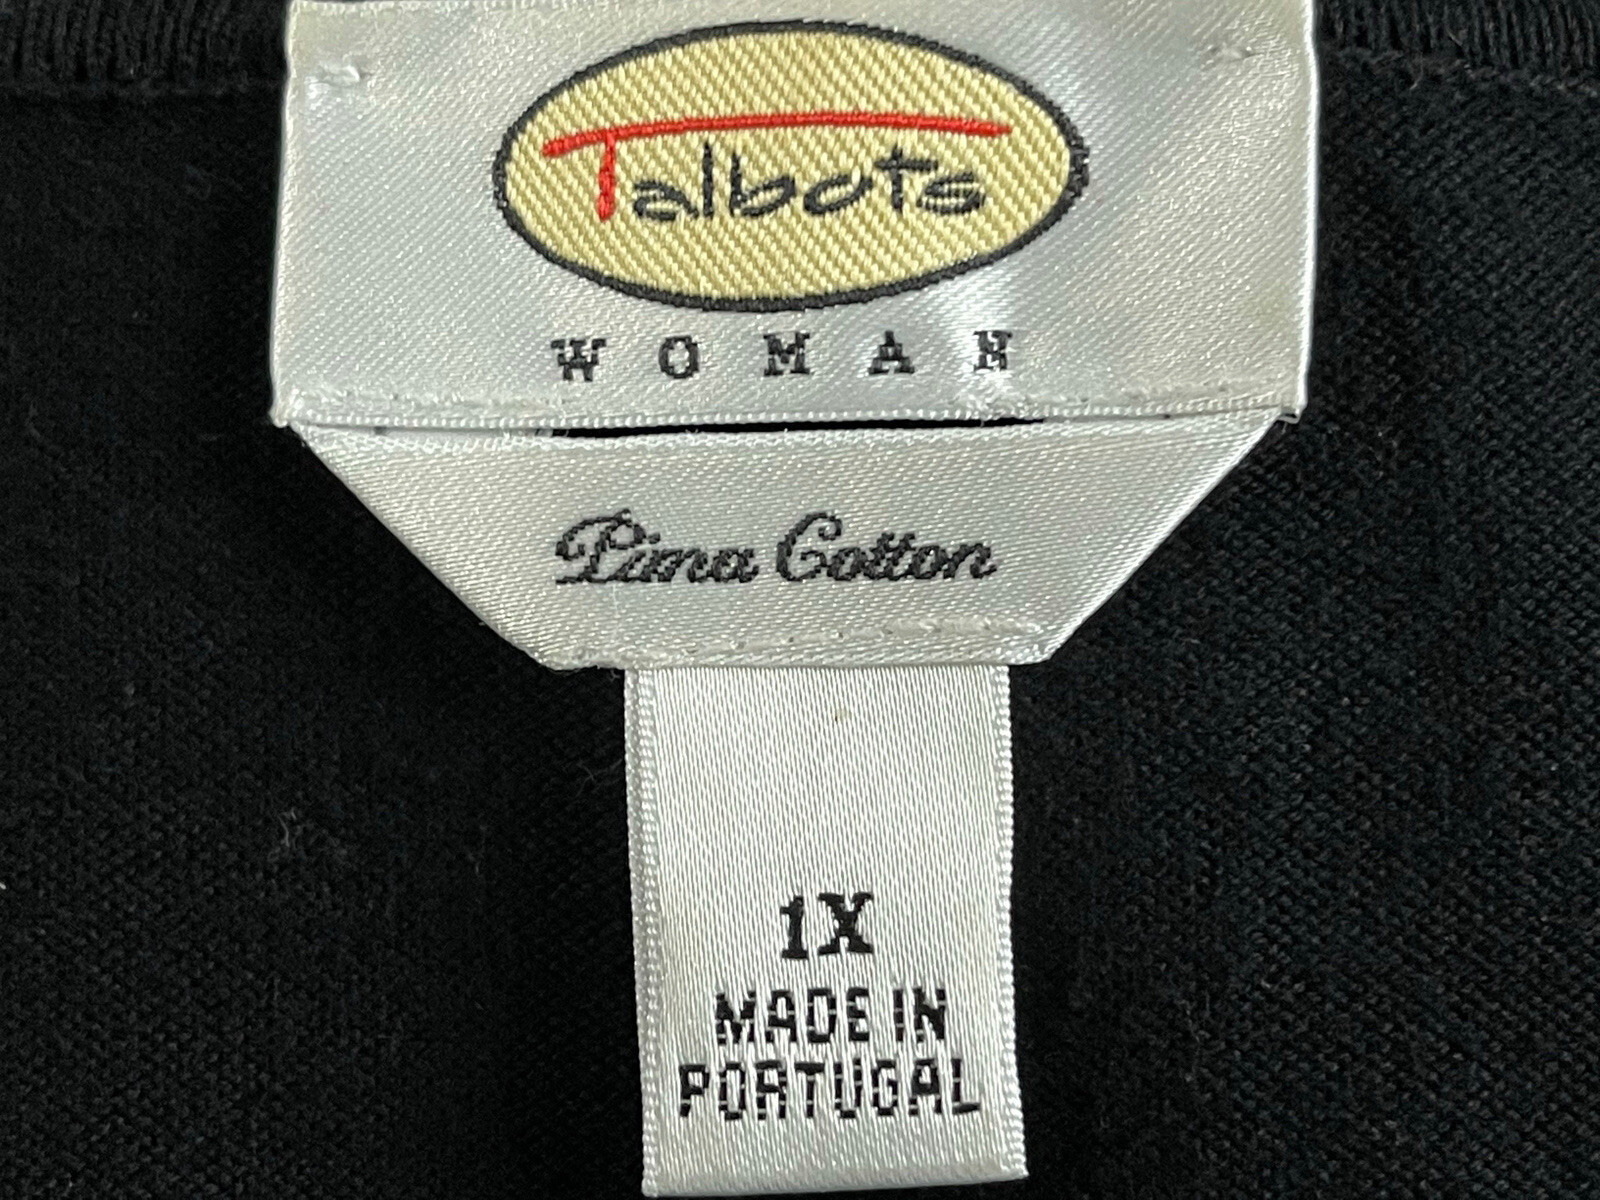 Talbots
WOMAN
Pima Cotton
1X
MADE IN
PORTUGAL